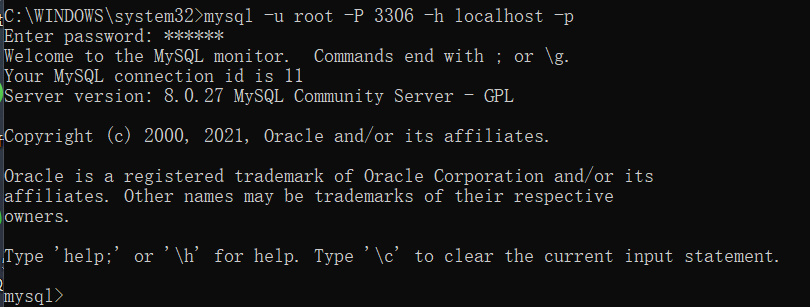 C:\WINDOWS\system32>mysql -u root -P 3306 -h localhost -p
Enter password: ******
Welcome to the MySQL monitor.  Commands end with ; or \g.
Your MySQL connection id is 11
Server version: 8.0.27 MySQL Community Server - GPL
Copyright (c) 2000, 2021, Oracle and/or its affiliates.
Oracle is a registered trademark of Oracle Corporation and/or its
affiliates. Other names may be trademarks of their respective
owners.
Type 'help;' or '\h' for help. Type '\c' to clear the current input statement.
mysql>